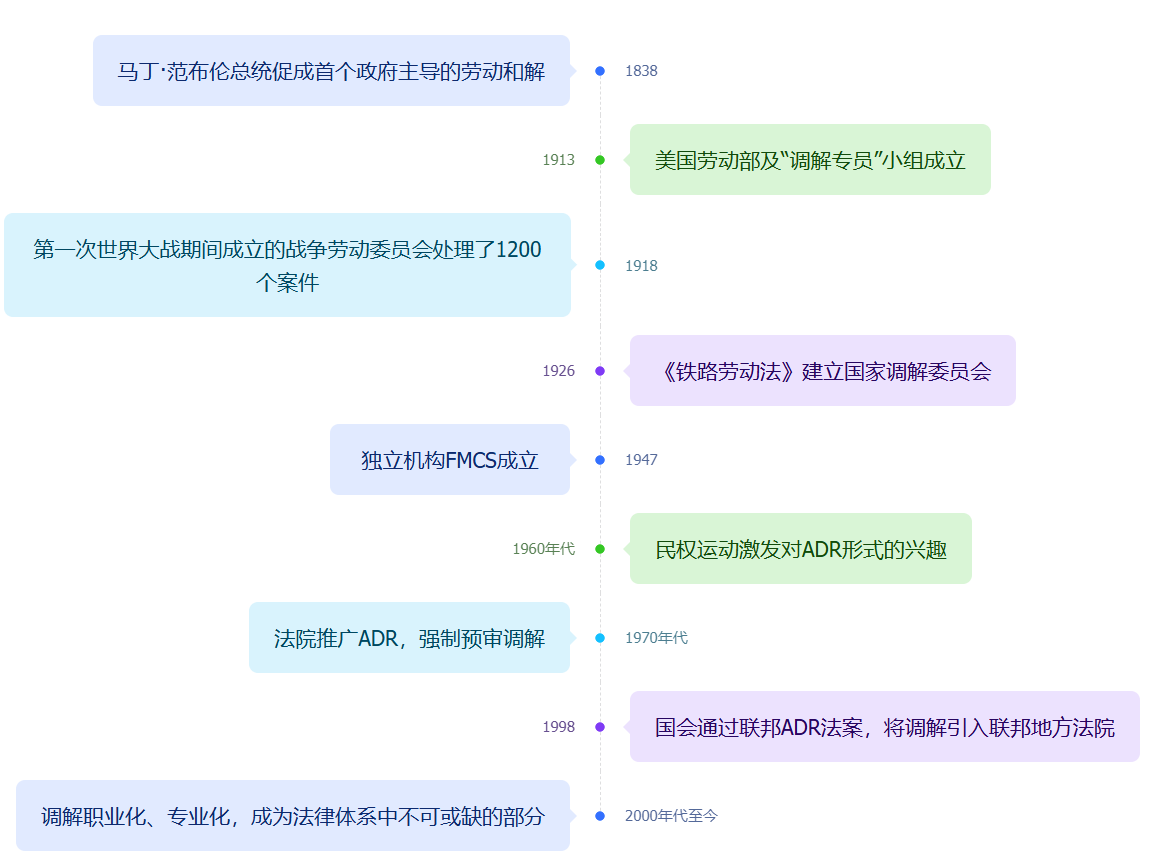 马丁·范布伦总统促成首个政府主导的劳动和解
1838
1913
美国劳动部及“调解专员”小组成立
第一次世界大战期间成立的战争劳动委员会处理了1200
个案件
1918
1926
《铁路劳动法》建立国家调解委员会
独立机构FMCS成立
1947
1960年代
民权运动激发对ADR形式的兴趣
法院推广ADR，强制预审调解
1970年代
1998
国会通过联邦ADR法案，将调解引入联邦地方法院
调解职业化、专业化，成为法律体系中不可或缺的部分
2000年代至今